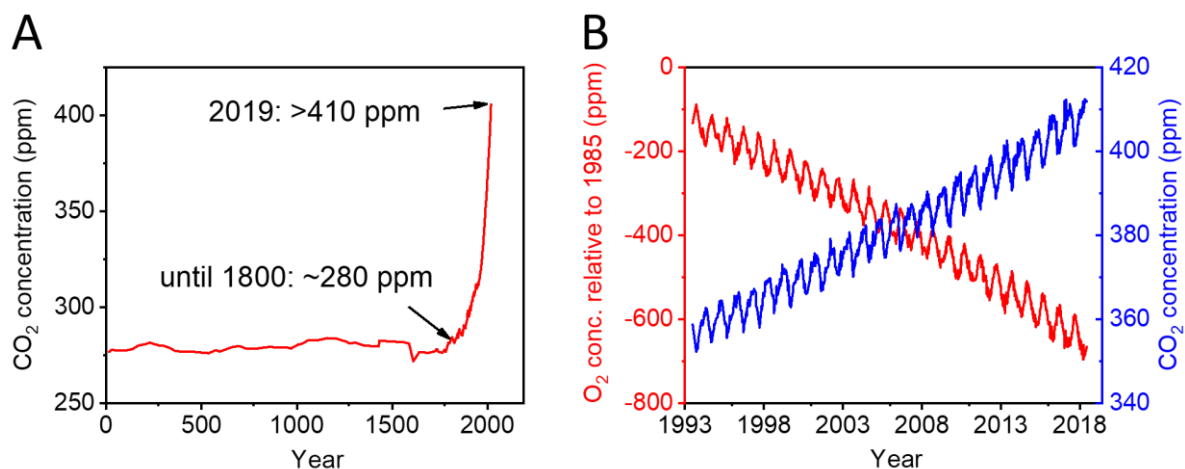 A
CO₂ concentration (ppm)
400
350
300
250
2019: >410 ppm
until 1800: ~280 ppm
0 500 1000 1500 2000
Year
B
O₂ conc. relative to 1985 (ppm)
0
-200
-400
-600
-800
420
400
380
360
340
CO₂ concentration (ppm)
1993 1998 2003 2008 2013 2018
Year